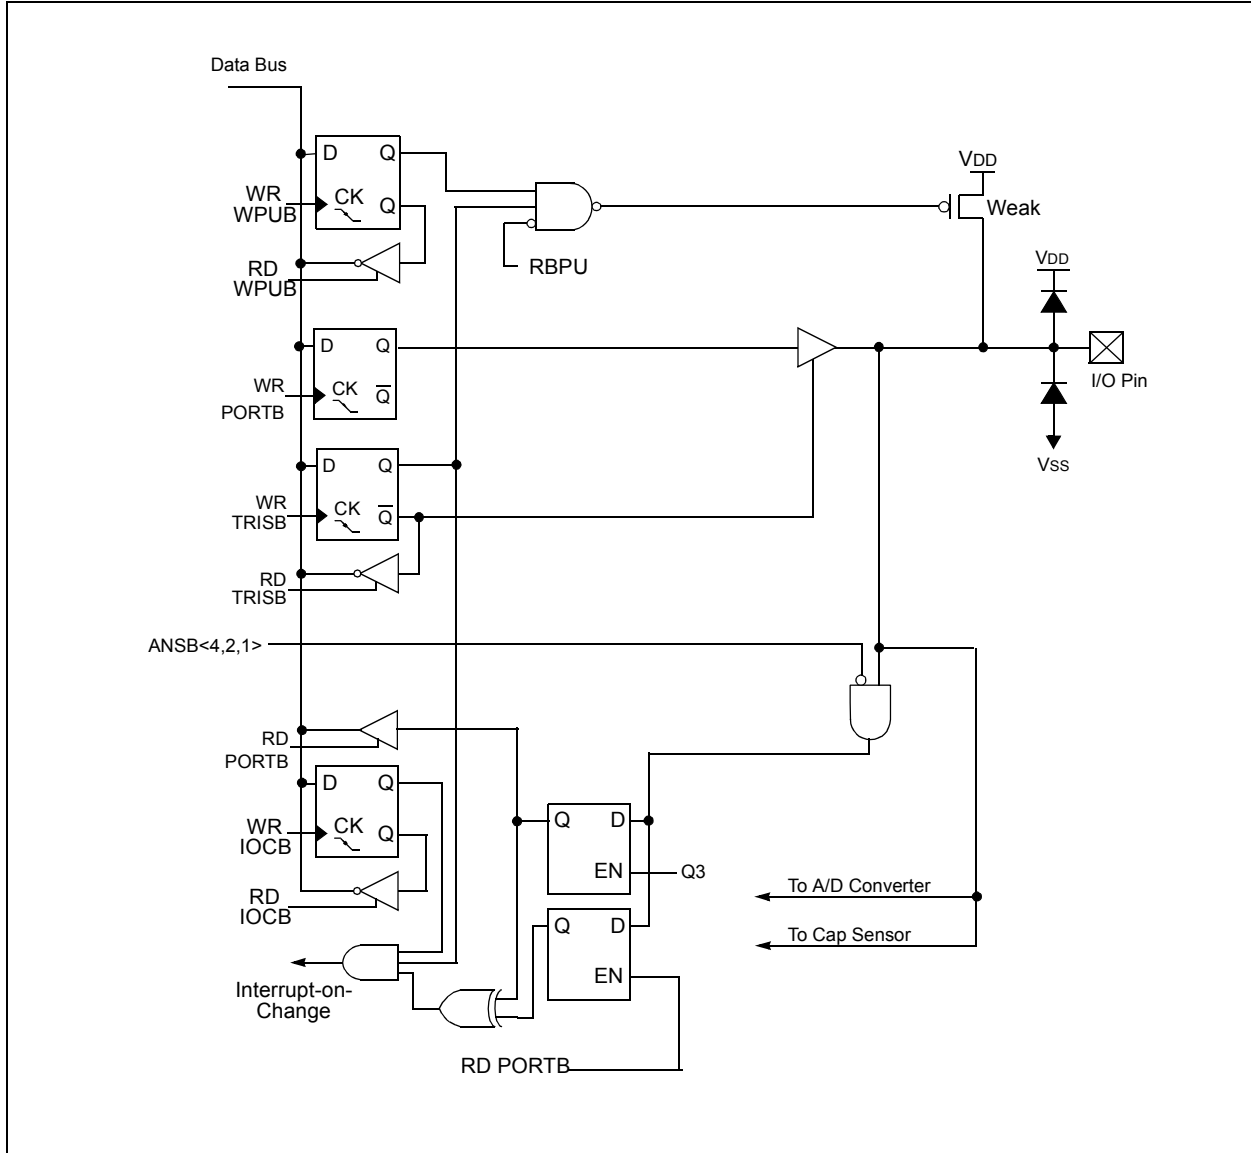 Data Bus
D Q
WR
WPUB
CK
Q
RD
WPUB
RBPU
VDD
Weak
VDD
I/O Pin
VSS
D Q
WR
PORTB
CK
Q
D Q
WR
TRISB
CK
Q
RD
TRISB
ANSB<4,2,1>
RD
PORTB
D Q
WR
IOCB
CK
Q
RD
IOCB
Q D
EN
Q3
Q D
EN
To A/D Converter
To Cap Sensor
Interrupt-on-
Change
RD PORTB